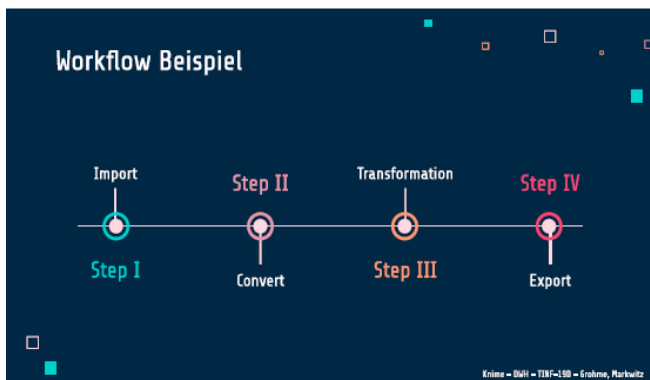 Workflow Beispiel
Import
Step I
Step II
Convert
Transformation
Step III
Step IV
Export
Knime – DWH – TINF-19D – Grohme, Markwitz